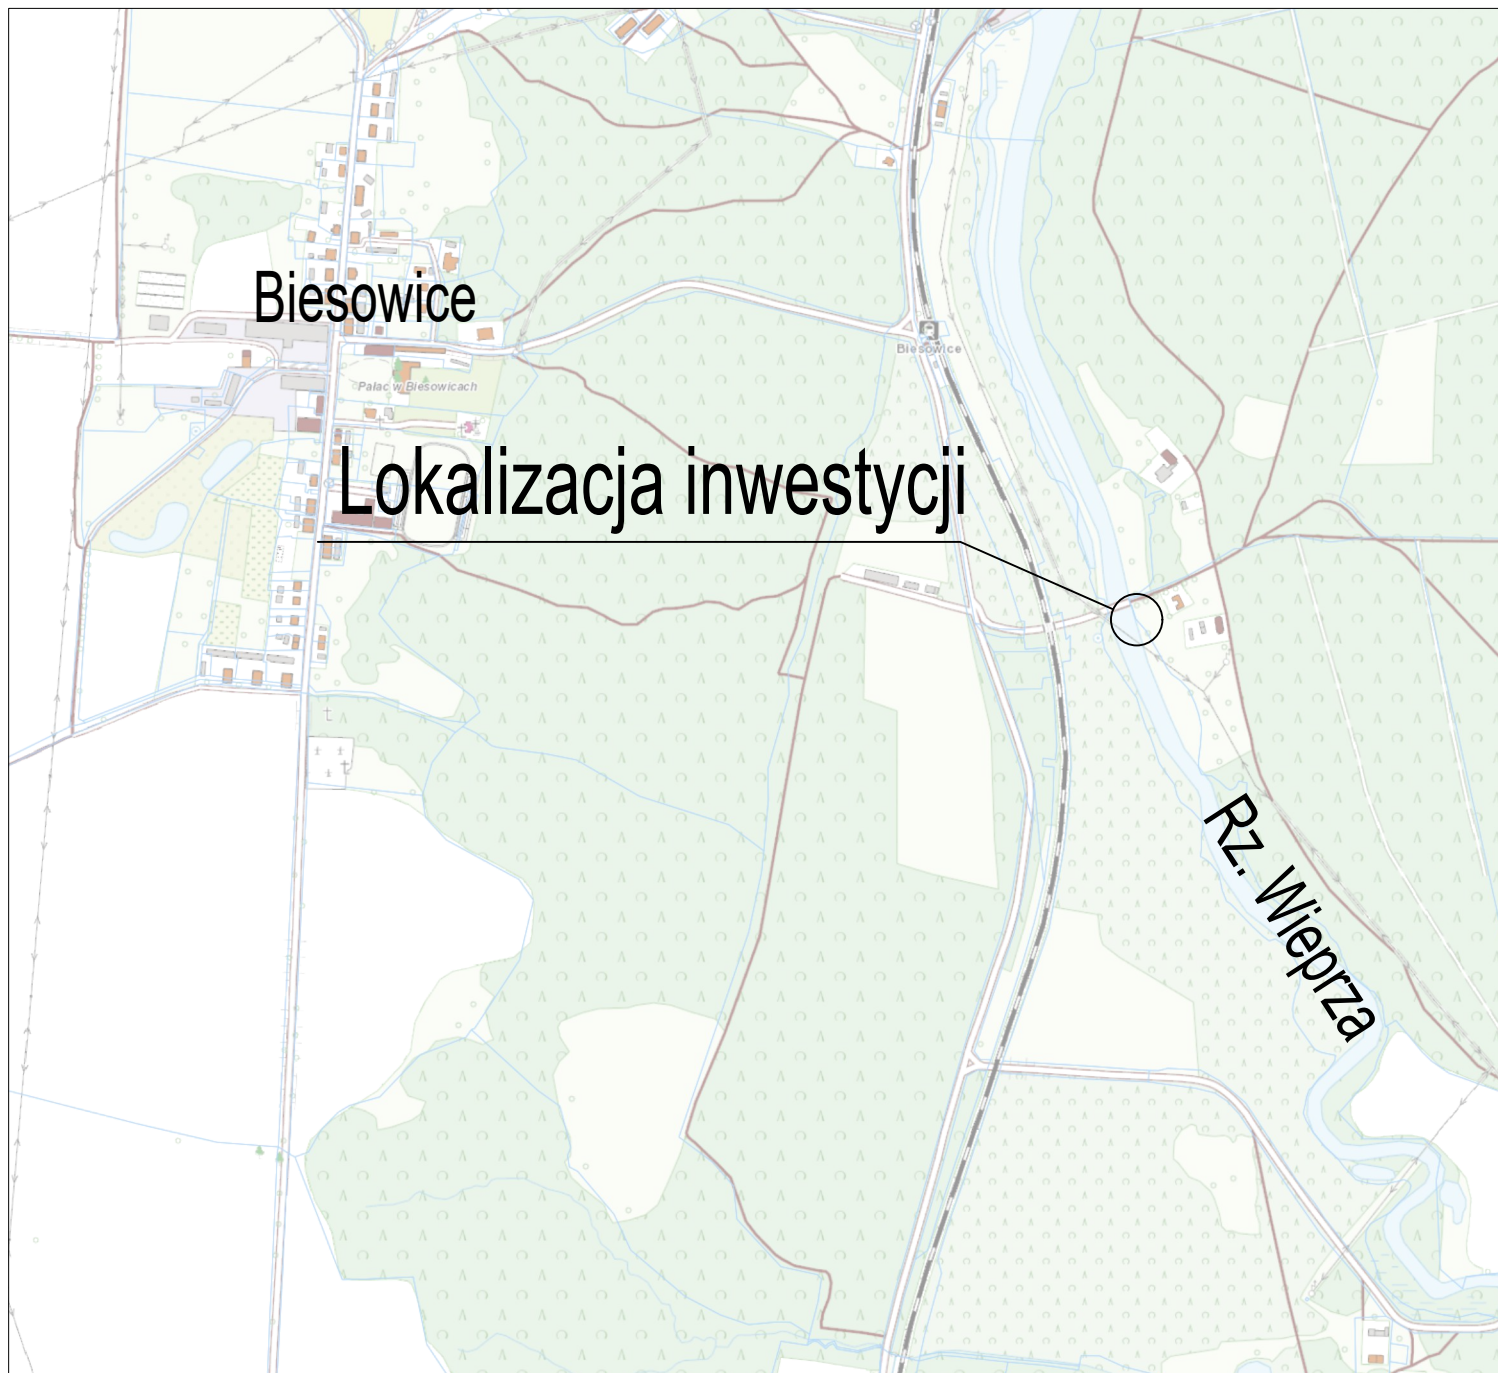 Biesowice
Biesowice
Pałac w Biesowicach
Lokalizacja inwestycji
Rz. Wieprza